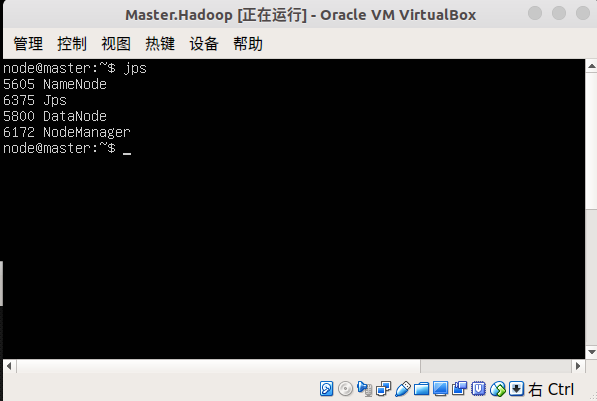 Master.Hadoop [正在运行] - Oracle VM VirtualBox
管理 控制 视图 热键 设备 帮助
node@master:~$ jps
5605 NameNode
6375 Jps
5800 DataNode
6172 NodeManager
node@master:~$ _
右 Ctrl